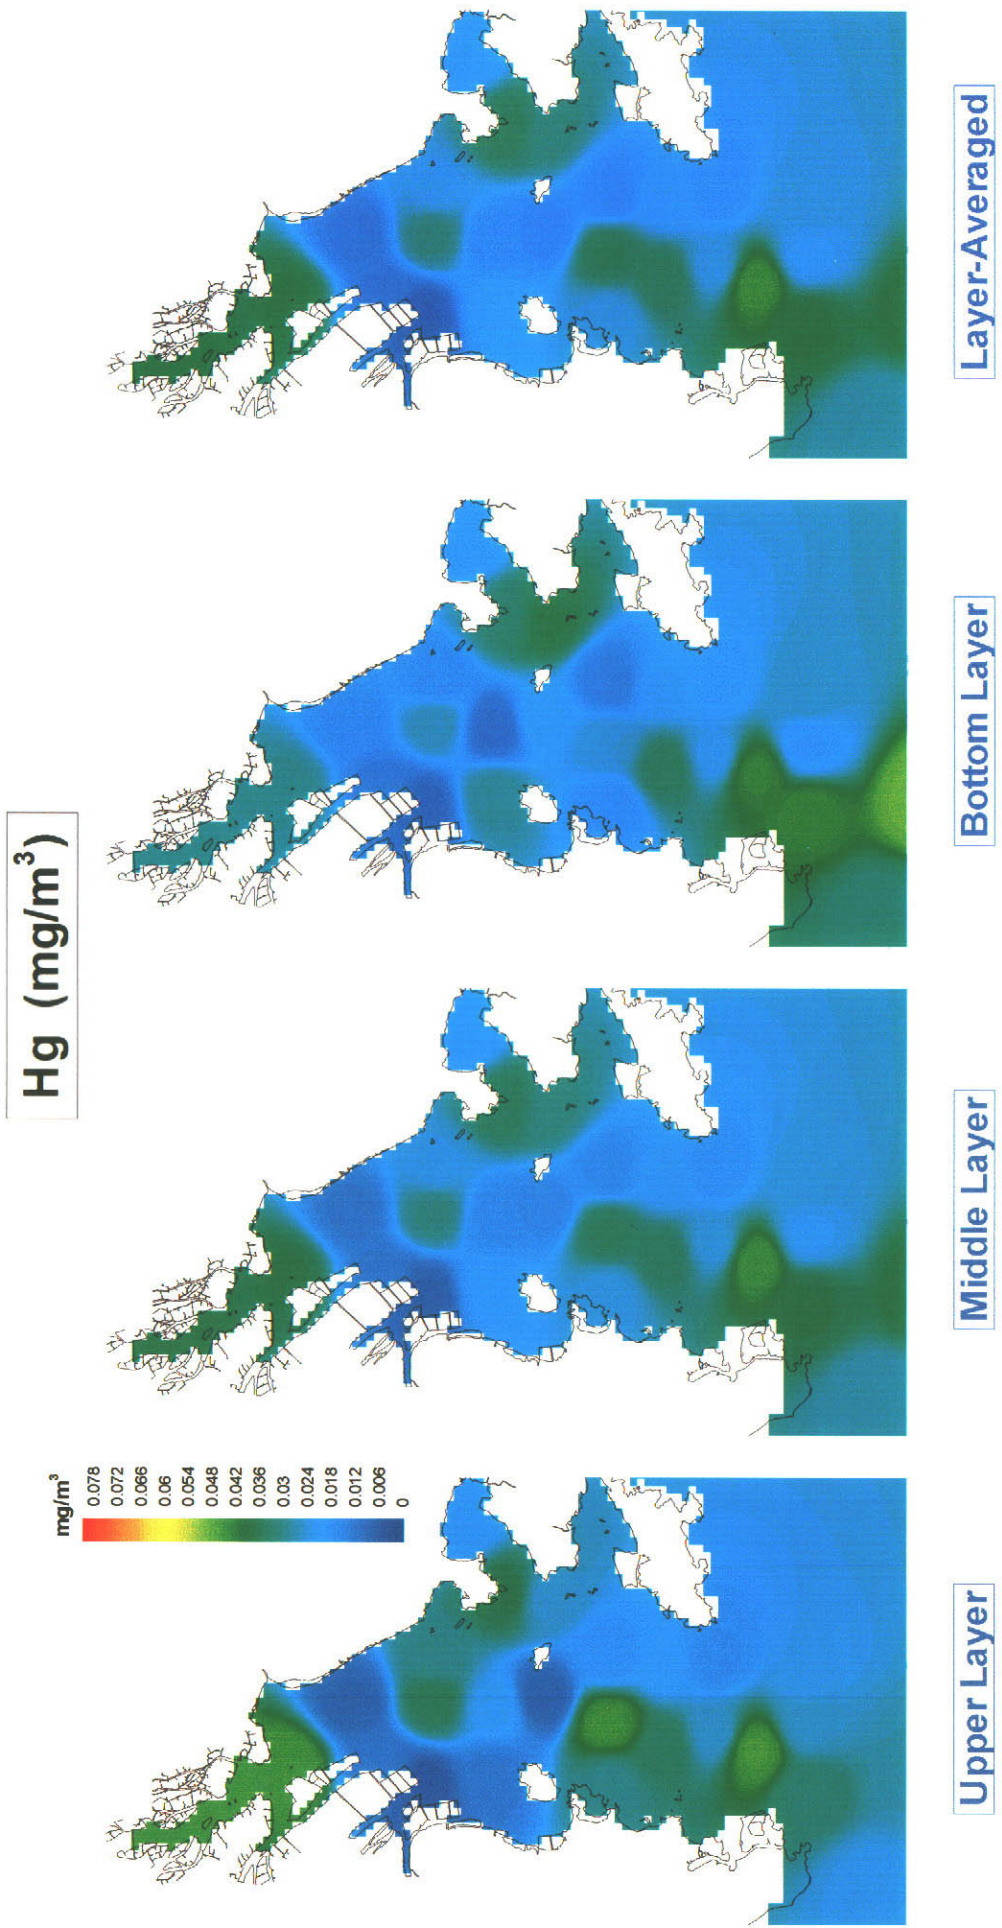 Hg (mg/m³)
mg/m³
0.078
0.072
0.066
0.06
0.054
0.048
0.042
0.036
0.03
0.024
0.018
0.012
0.006
0
Upper Layer
Middle Layer
Bottom Layer
Layer-Averaged